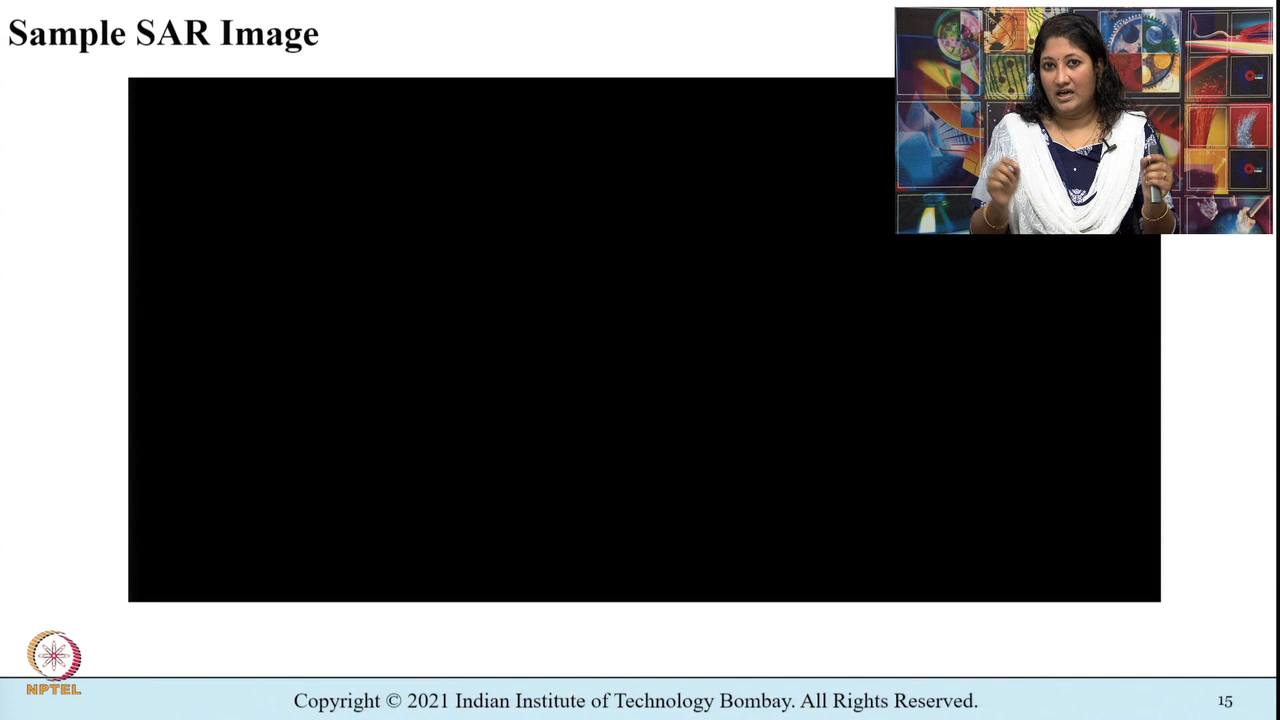 Sample SAR Image
NPTEL
Copyright © 2021 Indian Institute of Technology Bombay. All Rights Reserved.
15